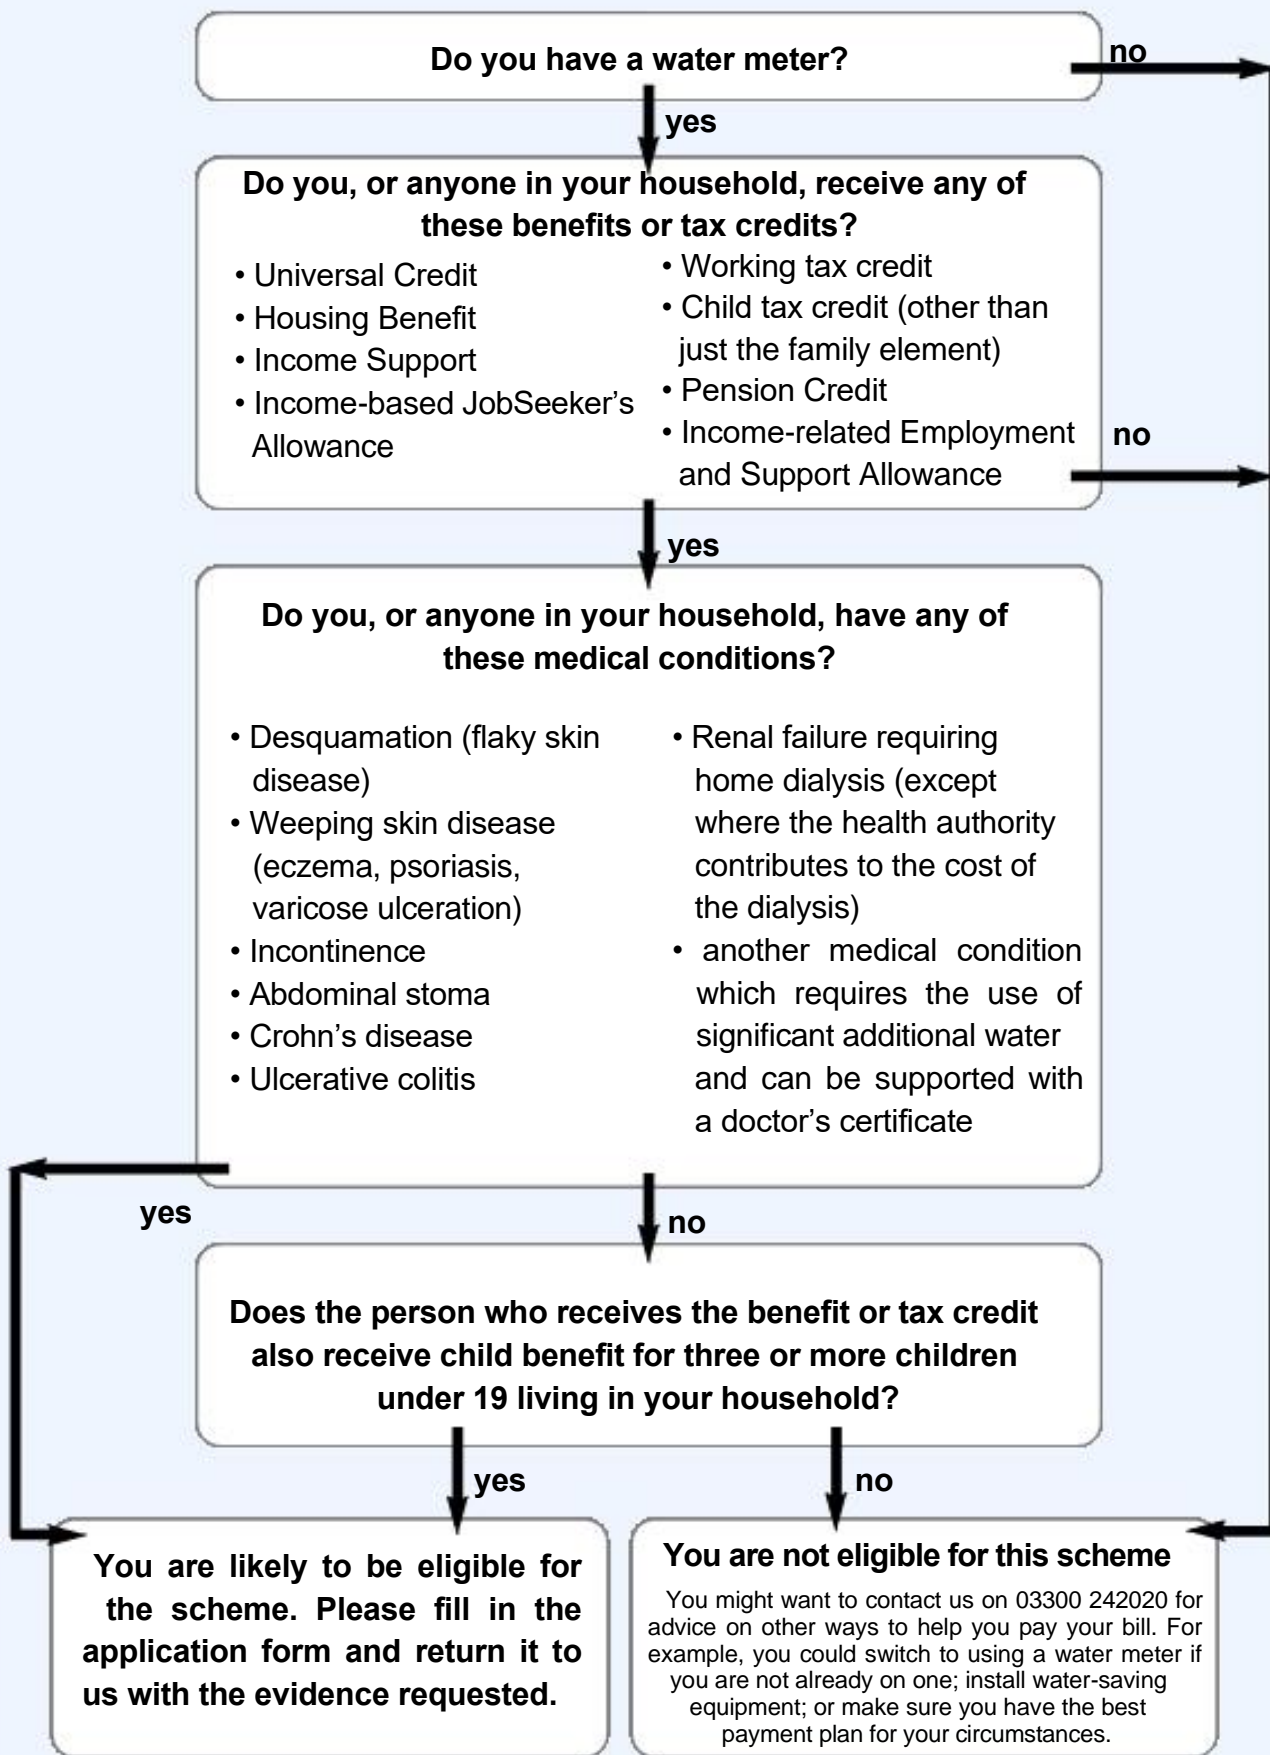 Do you have a water meter?
no
yes
Do you, or anyone in your household, receive any of
these benefits or tax credits?
• Universal Credit
• Housing Benefit
• Income Support
• Income-based JobSeeker's
Allowance
• Working tax credit
• Child tax credit (other than
just the family element)
• Pension Credit
• Income-related Employment
and Support Allowance
no
yes
Do you, or anyone in your household, have any of
these medical conditions?
• Desquamation (flaky skin
disease)
• Weeping skin disease
(eczema, psoriasis,
varicose ulceration)
• Incontinence
• Abdominal stoma
• Crohn's disease
• Ulcerative colitis
• Renal failure requiring
home dialysis (except
where the health authority
contributes to the cost of
the dialysis)
• another medical condition
which requires the use of
significant additional water
and can be supported with
a doctor's certificate
yes
no
Does the person who receives the benefit or tax credit
also receive child benefit for three or more children
under 19 living in your household?
yes
no
You are likely to be eligible for
the scheme. Please fill in the
application form and return it to
us with the evidence requested.
You are not eligible for this scheme
You might want to contact us on 03300 242020 for
advice on other ways to help you pay your bill. For
example, you could switch to using a water meter if
you are not already on one; install water-saving
equipment; or make sure you have the best
payment plan for your circumstances.